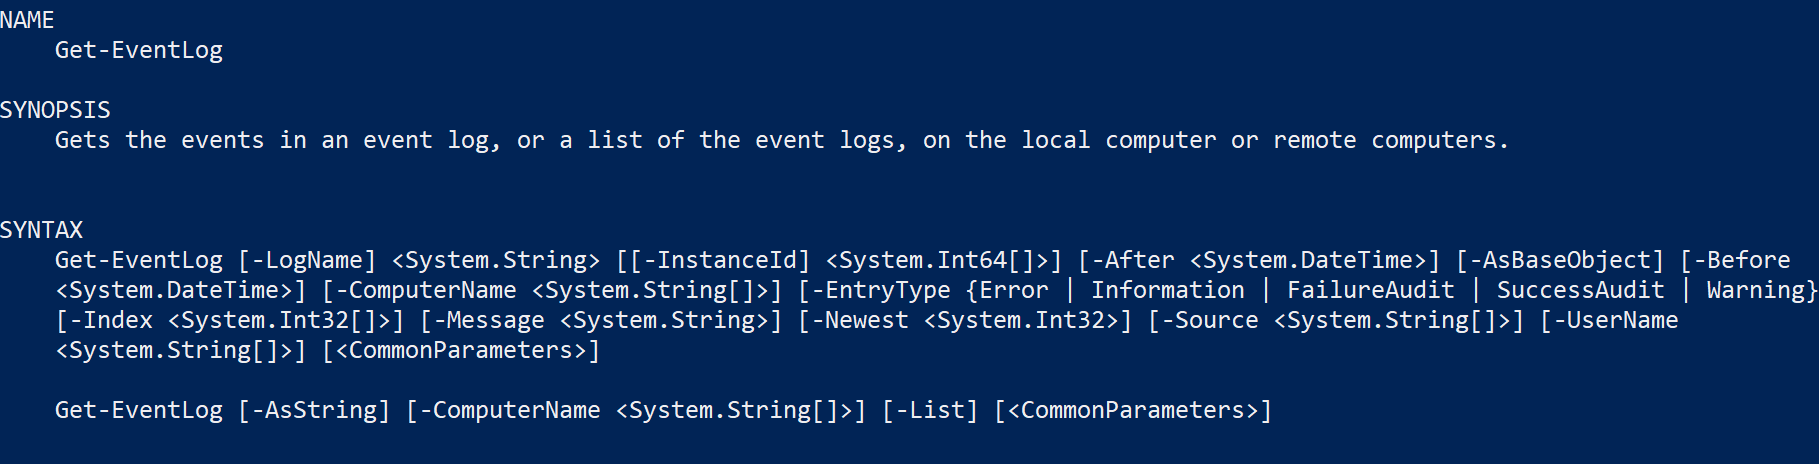 NAME
Get-EventLog
SYNOPSIS
Gets the events in an event log, or a list of the event logs, on the local computer or remote computers.
SYNTAX
Get-EventLog [-LogName] <System.String> [[-InstanceId] <System.Int64[]>] [-After <System.DateTime>] [-AsBaseObject] [-Before
<System.DateTime>] [-ComputerName <System.String[]>] [-EntryType {Error | Information | FailureAudit | SuccessAudit | Warning}
[-Index <System.Int32[]>] [-Message <System.String>] [-Newest <System.Int32>] [-Source <System.String[]>] [-UserName
<System.String[]>] [<CommonParameters>]
Get-EventLog [-AsString] [-ComputerName <System.String[]>] [-List] [<CommonParameters>]